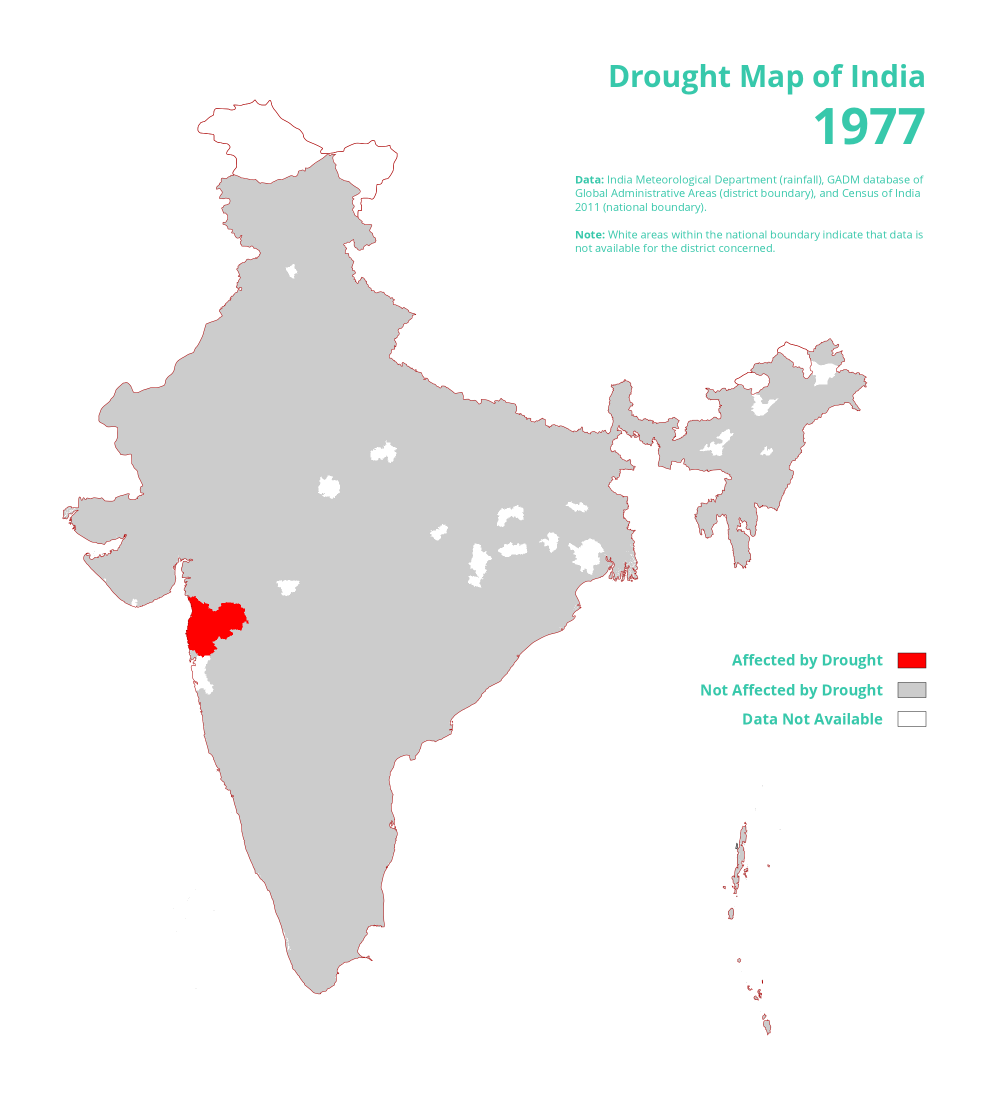 Drought Map of India
1977
Data: India Meteorological Department (rainfall), GADM database of
Global Administrative Areas (district boundary), and Census of India
2011 (national boundary).
Note: White areas within the national boundary indicate that data is
not available for the district concerned.
Affected by Drought
Not Affected by Drought
Data Not Available